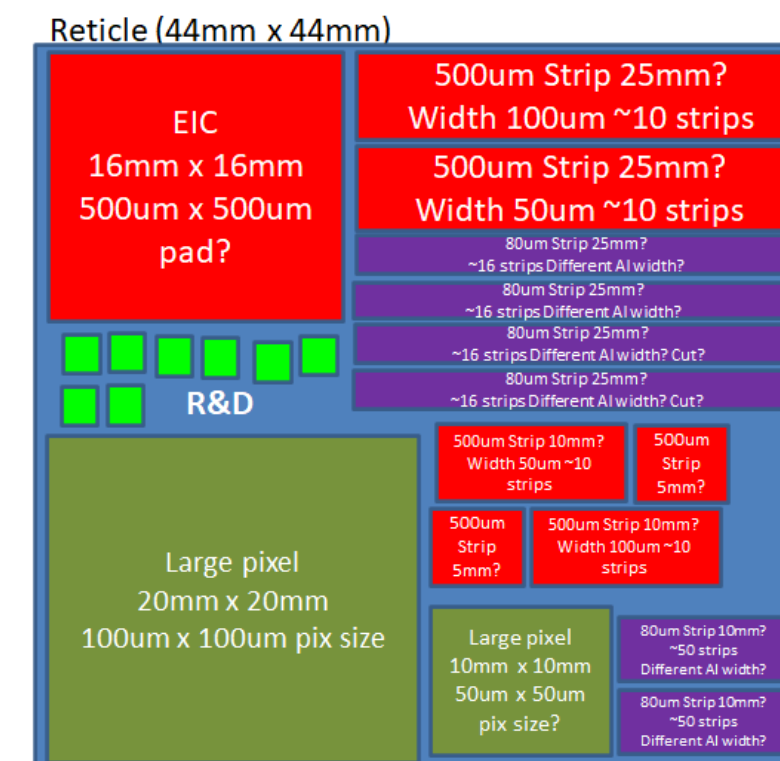 Reticle (44mm x 44mm)
EIC
16mm x 16mm
500um x 500um
pad?
500um Strip 25mm?
Width 100um ~10 strips
500um Strip 25mm?
Width 50um ~10 strips
80um Strip 25mm?
~16 strips Different Al width?
80um Strip 25mm?
~16 strips Different Al width?
80um Strip 25mm?
~16 strips Different Al width? Cut?
80um Strip 25mm?
~16 strips Different Al width? Cut?
R&D
500um Strip 10mm?
Width 50um ~10
strips
500um
Strip
5mm?
500um
Strip
5mm?
500um Strip 10mm?
Width 100um ~10
strips
Large pixel
20mm x 20mm
100um x 100um pix size
Large pixel
10mm x 10mm
50um x 50um
pix size?
80um Strip 10mm?
~50 strips
Different Al width?
80um Strip 10mm?
~50 strips
Different Al width?